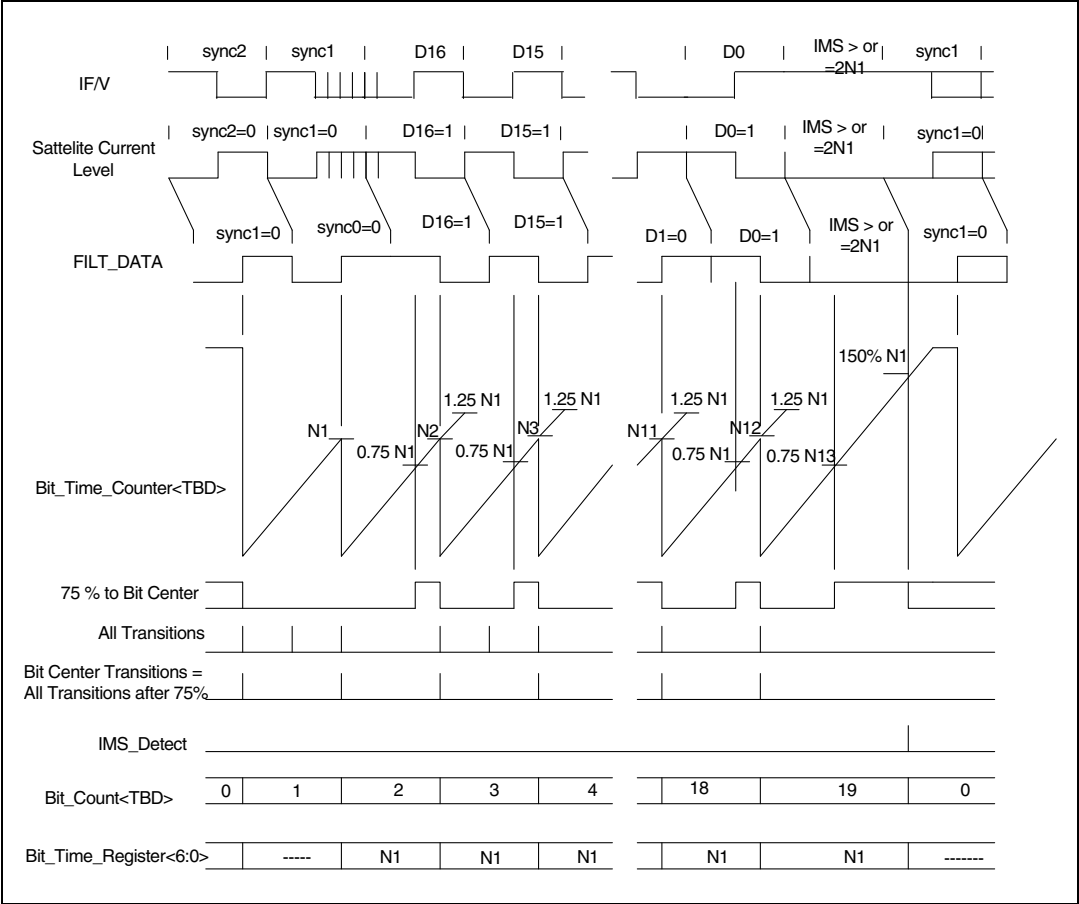 sync2 sync1 D16 D15 D0 IMS > or =2N1 sync1
IF/V
sync2=0 sync1=0 D16=1 D15=1 D0=1 IMS > or =2N1 sync1=0
Sattelite Current
Level
sync1=0 sync0=0 D16=1 D15=1 D1=0 D0=1 IMS > or =2N1 sync1=0
FILT_DATA
150% N1
1.25 N1 1.25 N1 1.25 N1 1.25 N1
N1 N2 N3 N11 N12
0.75 N1 0.75 N1 0.75 N1 0.75 N13
Bit_Time_Counter<TBD>
75 % to Bit Center
All Transitions
Bit Center Transitions =
All Transitions after 75%
IMS_Detect
Bit_Count<TBD> 0 1 2 3 4 18 19 0
Bit_Time_Register<6:0> ----- N1 N1 N1 N1 N1 -------